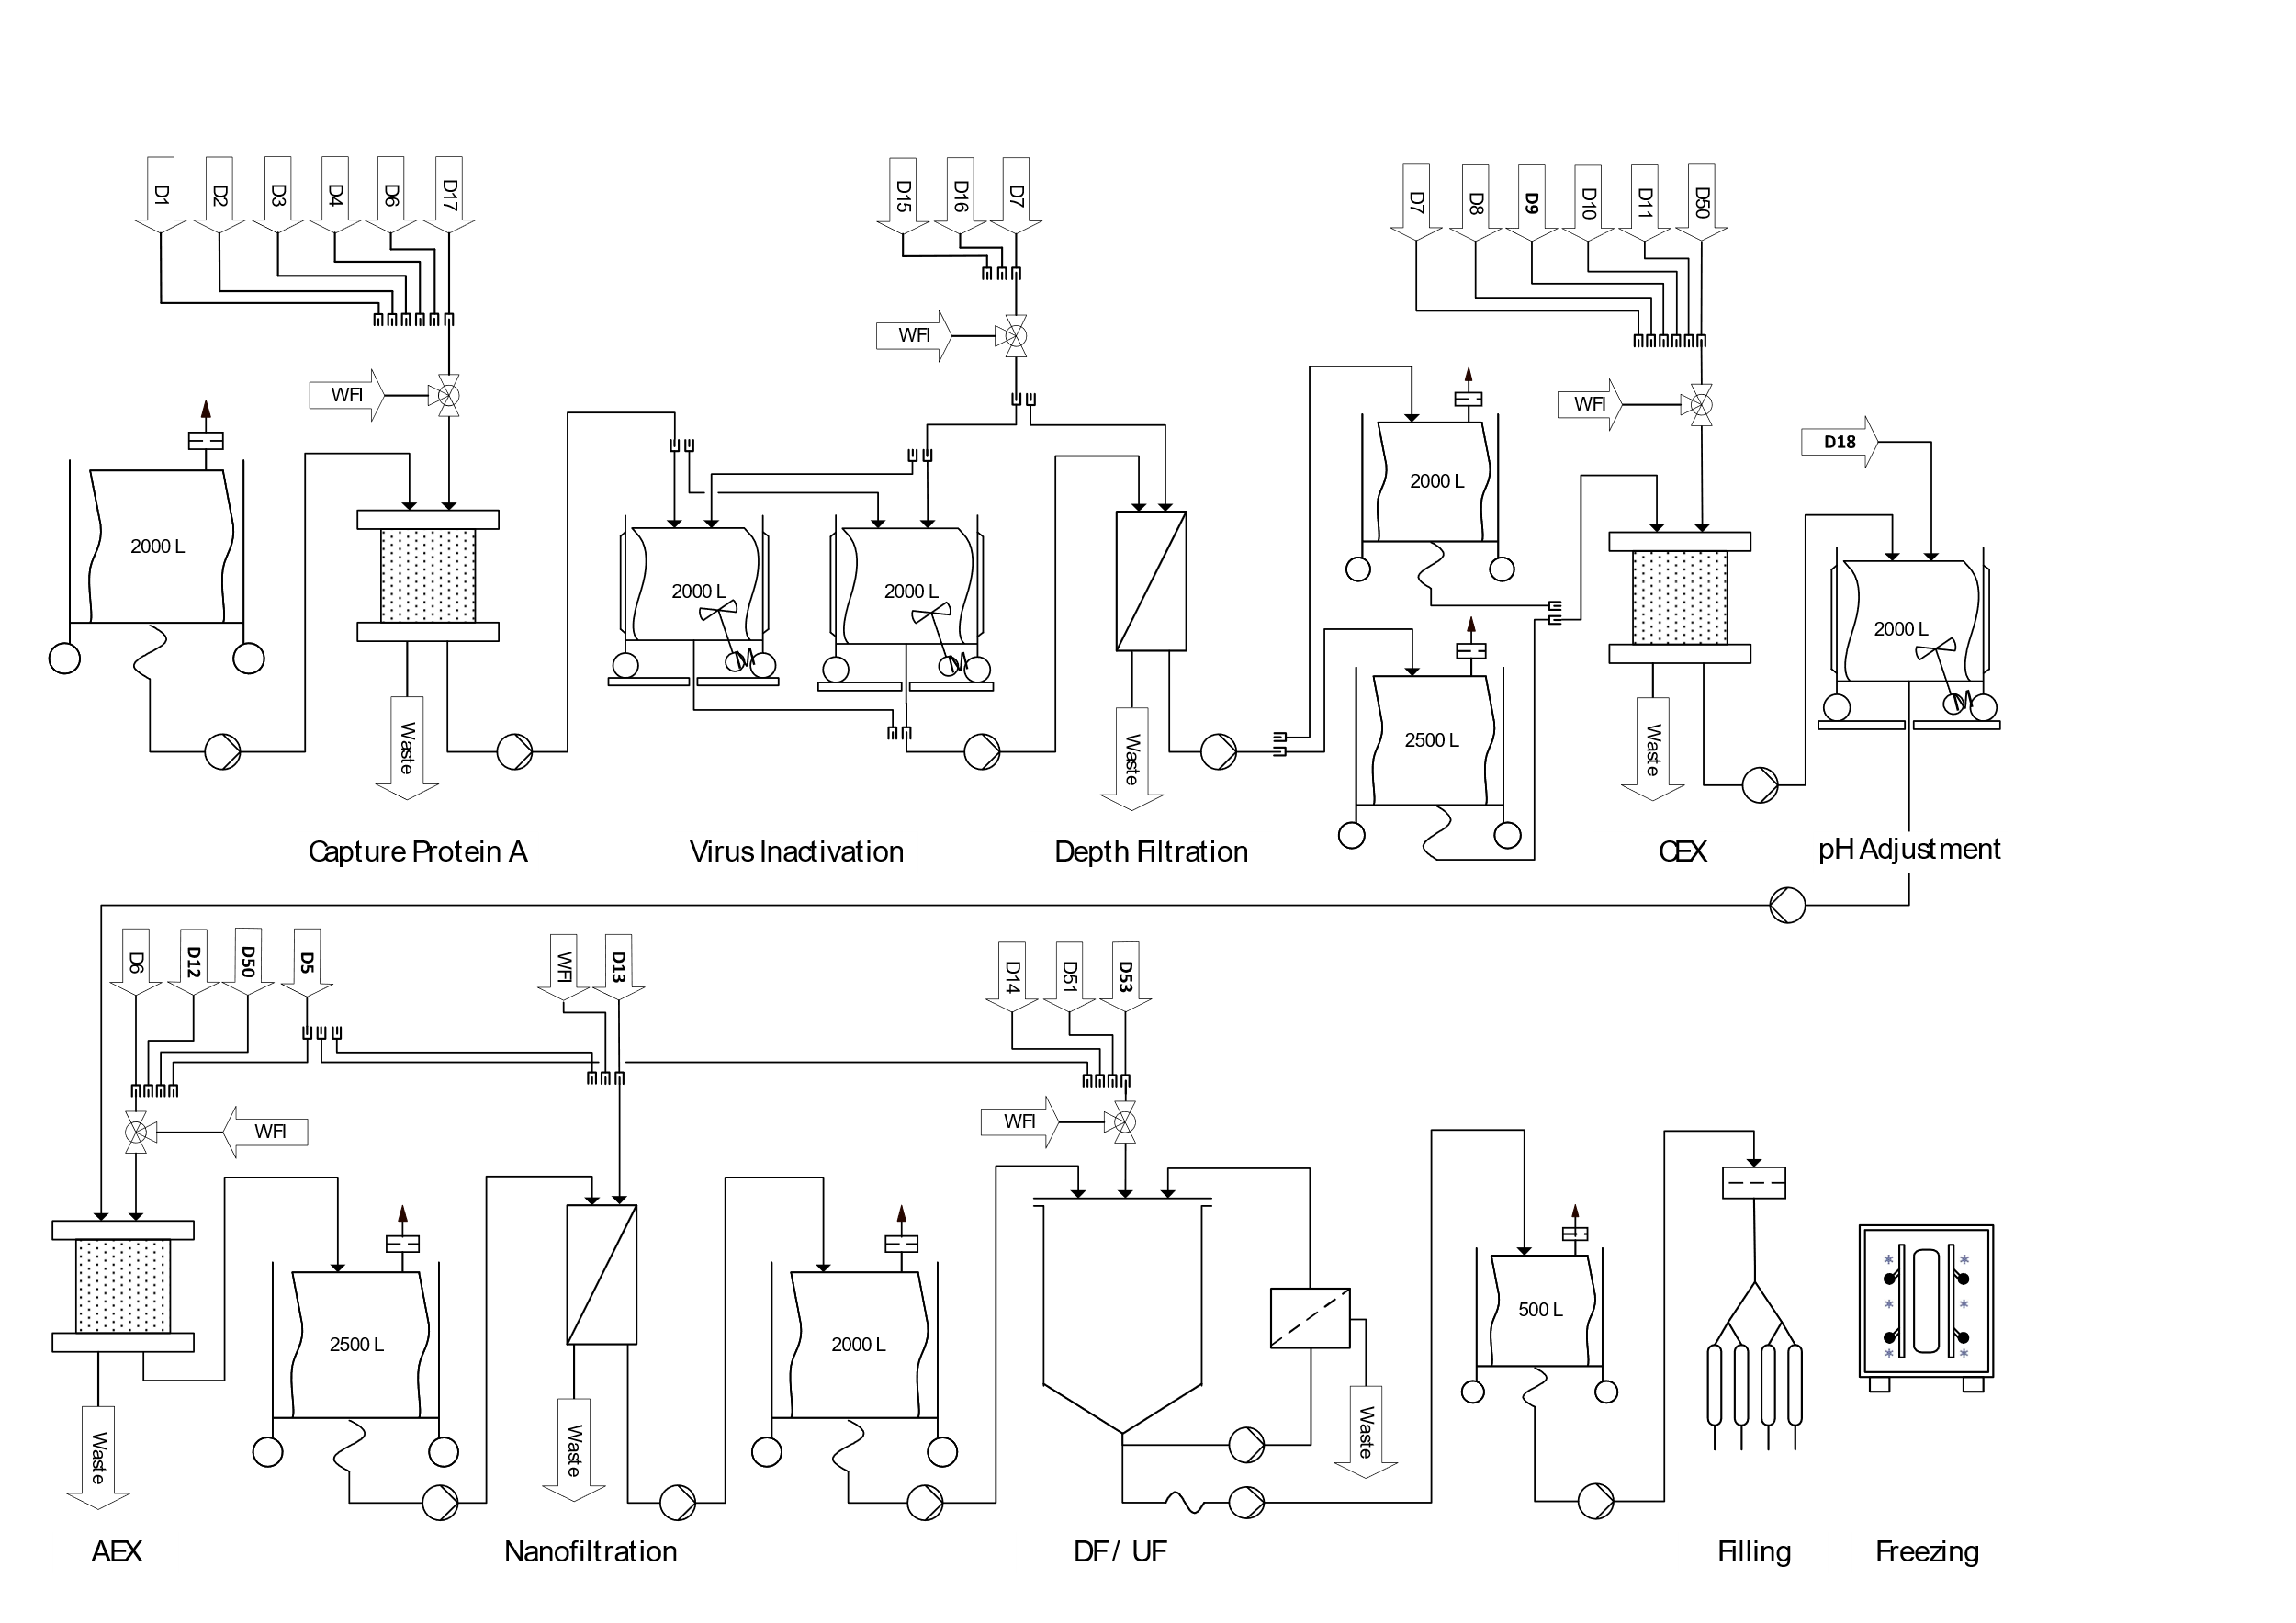 D1
D2
D3
D4
D6
D17
D15
D16
D7
D7
D8
D9
D10
D11
D50
WFI
WFI
WFI
D18
2000 L
2000 L
2000 L
2000 L
2500 L
2000 L
Waste
Waste
Waste
Capture Protein A
Virus Inactivation
Depth Filtration
CEX
pH Adjustment
D6
D12
D50
D5
WFI
D13
D14
D51
D53
WFI
WFI
2500 L
2000 L
500 L
Waste
Waste
Waste
AEX
Nanofiltration
DF / UF
Filling
Freezing